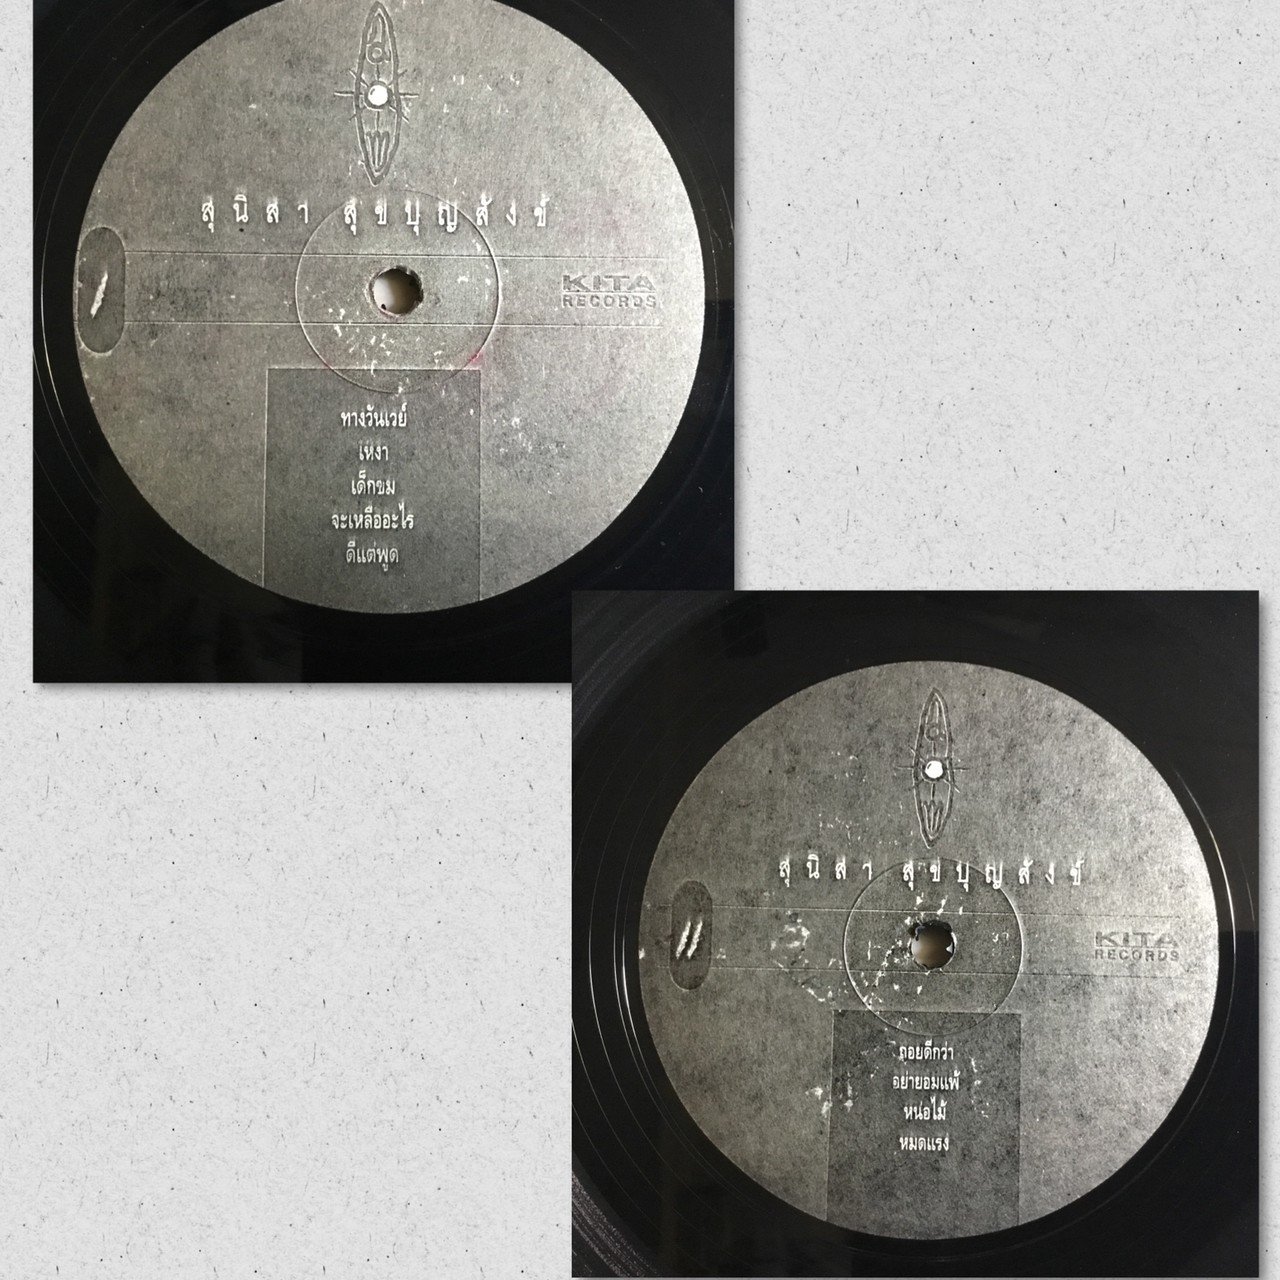 สุนิสา สุขบุญสังข์
I
KITA
RECORDS
ทางวันเวย์
เหงา
เด็กขม
จะเหลืออะไร
ดีแต่พูด
สุนิสา สุขบุญสังข์
II
KITA
RECORDS
ถอยดีกว่า
อย่ายอมแพ้
หน่อไม้
หมดแรง